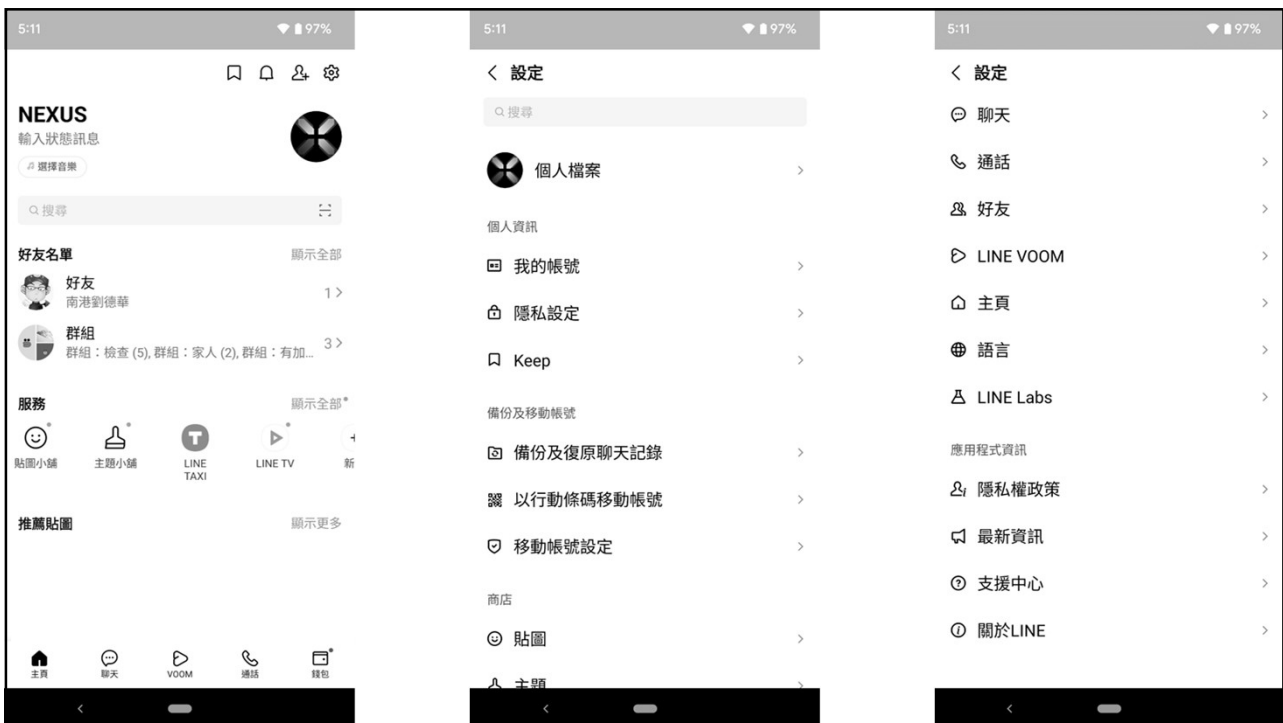 5:11
97%
NEXUS
輸入狀態訊息
選擇音樂
搜尋
好友名單 顯示全部
好友
南港劉德華
1
群組
群組：檢查 (5), 群組：家人 (2), 群組：有加...
3
服務 顯示全部
貼圖小舖 主題小舖 LINE TAXI LINE TV 新
推薦貼圖 顯示更多
主頁 聊天 VOOM 通話 錢包
5:11
97%
設定
搜尋
個人檔案
個人資訊
我的帳號
隱私設定
Keep
備份及移動帳號
備份及復原聊天記錄
以行動條碼移動帳號
移動帳號設定
商店
貼圖
主題
5:11
97%
設定
聊天
通話
好友
LINE VOOM
主頁
語言
LINE Labs
應用程式資訊
隱私權政策
最新資訊
支援中心
關於LINE